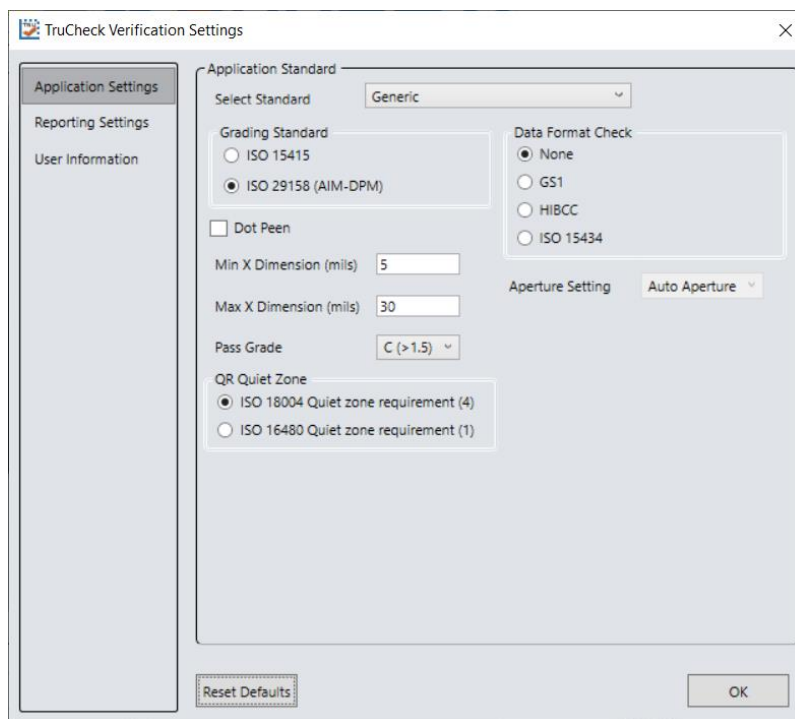 TruCheck Verification Settings
Application Settings
Reporting Settings
User Information
Application Standard
Select Standard Generic
Grading Standard
ISO 15415
ISO 29158 (AIM-DPM)
Data Format Check
None
GS1
HIBCC
ISO 15434
Dot Peen
Min X Dimension (mils) 5
Max X Dimension (mils) 30
Aperture Setting Auto Aperture
Pass Grade C (>1.5)
QR Quiet Zone
ISO 18004 Quiet zone requirement (4)
ISO 16480 Quiet zone requirement (1)
Reset Defaults
OK